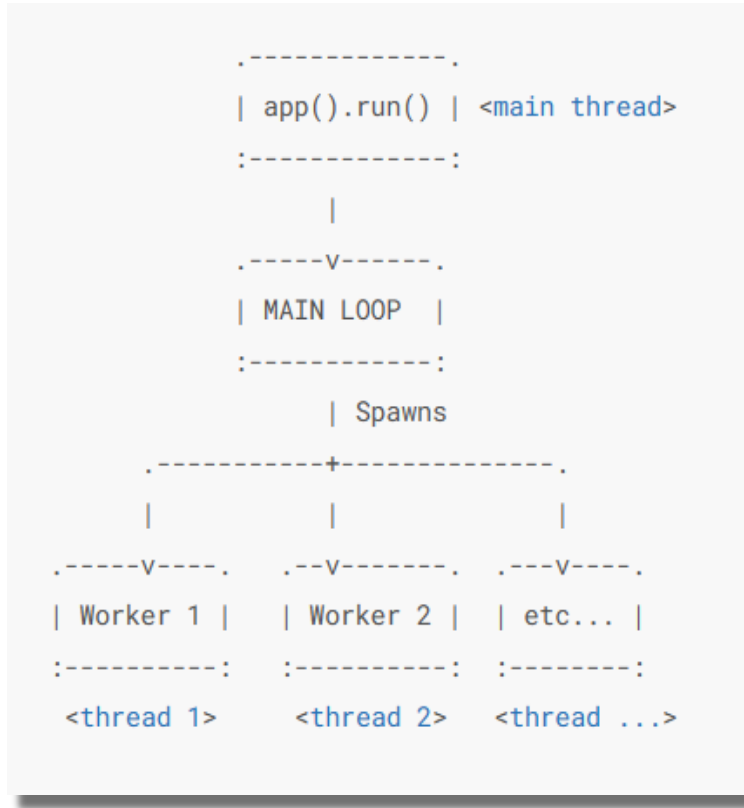 .-------------.
| app().run() | <main thread>
:-------------:
|
.-----v------.
| MAIN LOOP  |
:------------:
| Spawns
.-----------+--------------.
|           |              |
.-----v----.   .--v-------.  .---v----.
| Worker 1 |   | Worker 2 |  | etc... |
:----------:   :----------:  :--------:
<thread 1>     <thread 2>   <thread ...>